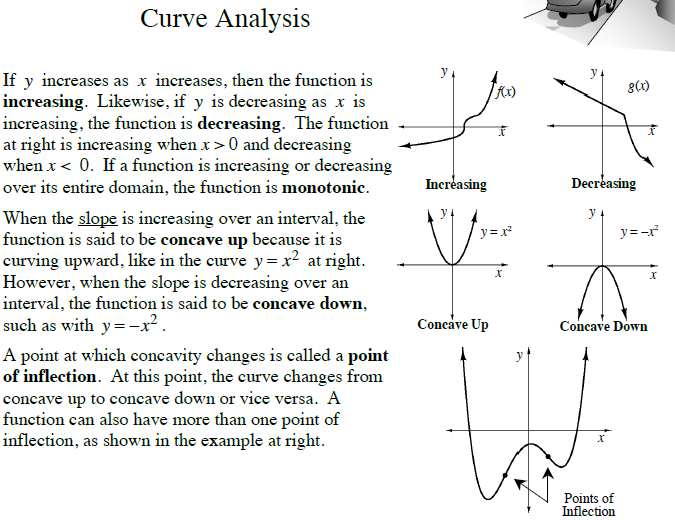 Curve Analysis
If y increases as x increases, then the function is
increasing. Likewise, if y is decreasing as x is
increasing, the function is decreasing. The function
at right is increasing when x > 0 and decreasing
when x < 0. If a function is increasing or decreasing
over its entire domain, the function is monotonic.
When the slope is increasing over an interval, the
function is said to be concave up because it is
curving upward, like in the curve y = x² at right.
However, when the slope is decreasing over an
interval, the function is said to be concave down,
such as with y = −x² .
A point at which concavity changes is called a point
of inflection. At this point, the curve changes from
concave up to concave down or vice versa. A
function can also have more than one point of
inflection, as shown in the example at right.
y
f(x)
x
Increasing
y
g(x)
x
Decreasing
y
y = x²
x
Concave Up
y
y = −x²
x
Concave Down
y
x
Points of
Inflection